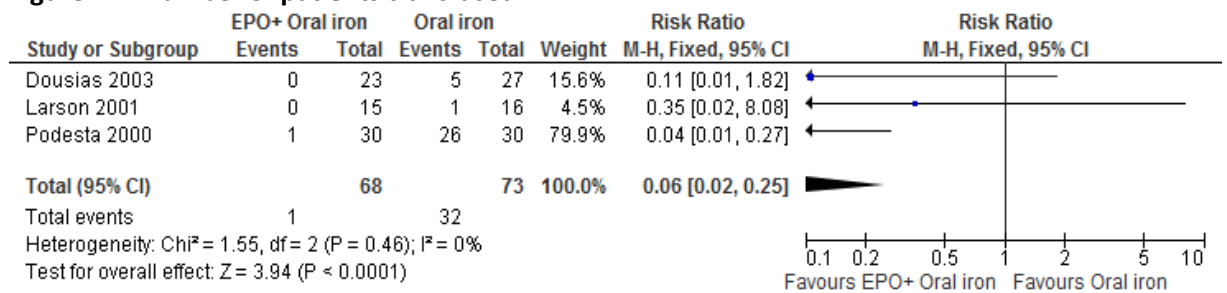 EPO+ Oral iron Oral iron Risk Ratio Risk Ratio
Study or Subgroup Events Total Events Total Weight M-H, Fixed, 95% CI M-H, Fixed, 95% CI
Dousias 2003 0 23 5 27 15.6% 0.11 [0.01, 1.82]
Larson 2001 0 15 1 16 4.5% 0.35 [0.02, 8.08]
Podesta 2000 1 30 26 30 79.9% 0.04 [0.01, 0.27]
Total (95% CI) 68 73 100.0% 0.06 [0.02, 0.25]
Total events 1 32
Heterogeneity: Chi² = 1.55, df = 2 (P = 0.46); I² = 0%
Test for overall effect: Z = 3.94 (P < 0.0001)
0.1 0.2 0.5 1 2 5 10
Favours EPO+ Oral iron Favours Oral iron